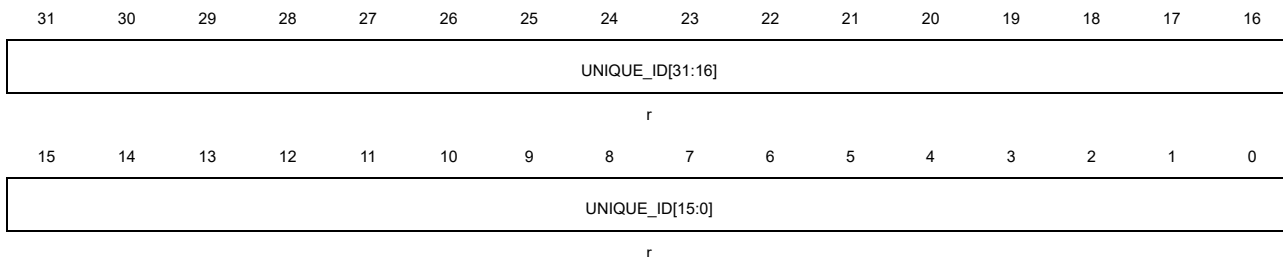 31 30 29 28 27 26 25 24 23 22 21 20 19 18 17 16
UNIQUE_ID[31:16]
r
15 14 13 12 11 10 9 8 7 6 5 4 3 2 1 0
UNIQUE_ID[15:0]
r